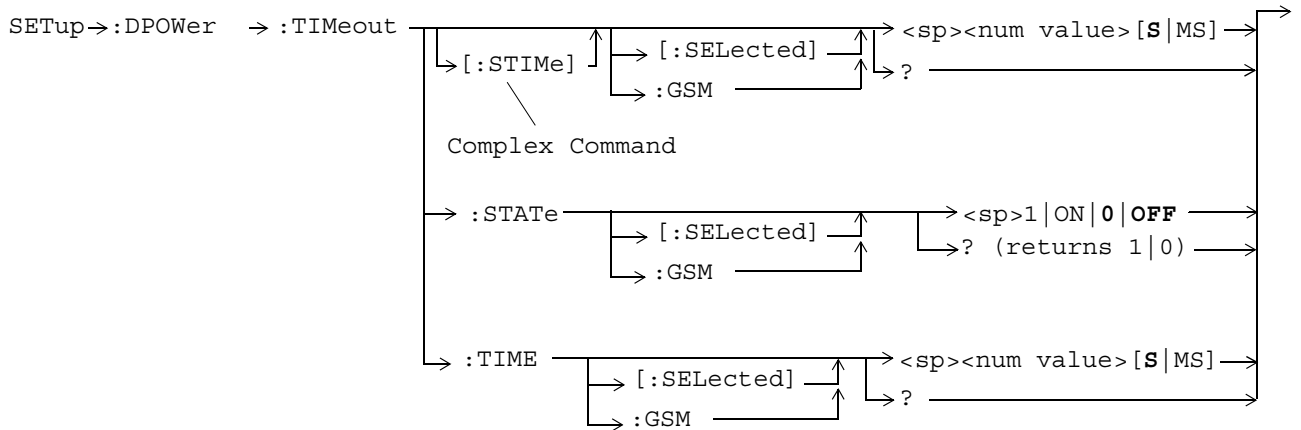 SETup :DPOWer :TIMeout <sp><num value>[S|MS]
[:STIMe] [:SELected] ?
:GSM
Complex Command
:STATe <sp>1|ON|0|OFF
[:SELected] ? (returns 1|0)
:GSM
:TIME <sp><num value>[S|MS]
[:SELected] ?
:GSM